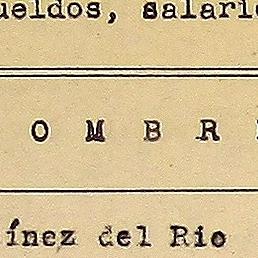 ueldos, salari
O M B R
ínez del Rio